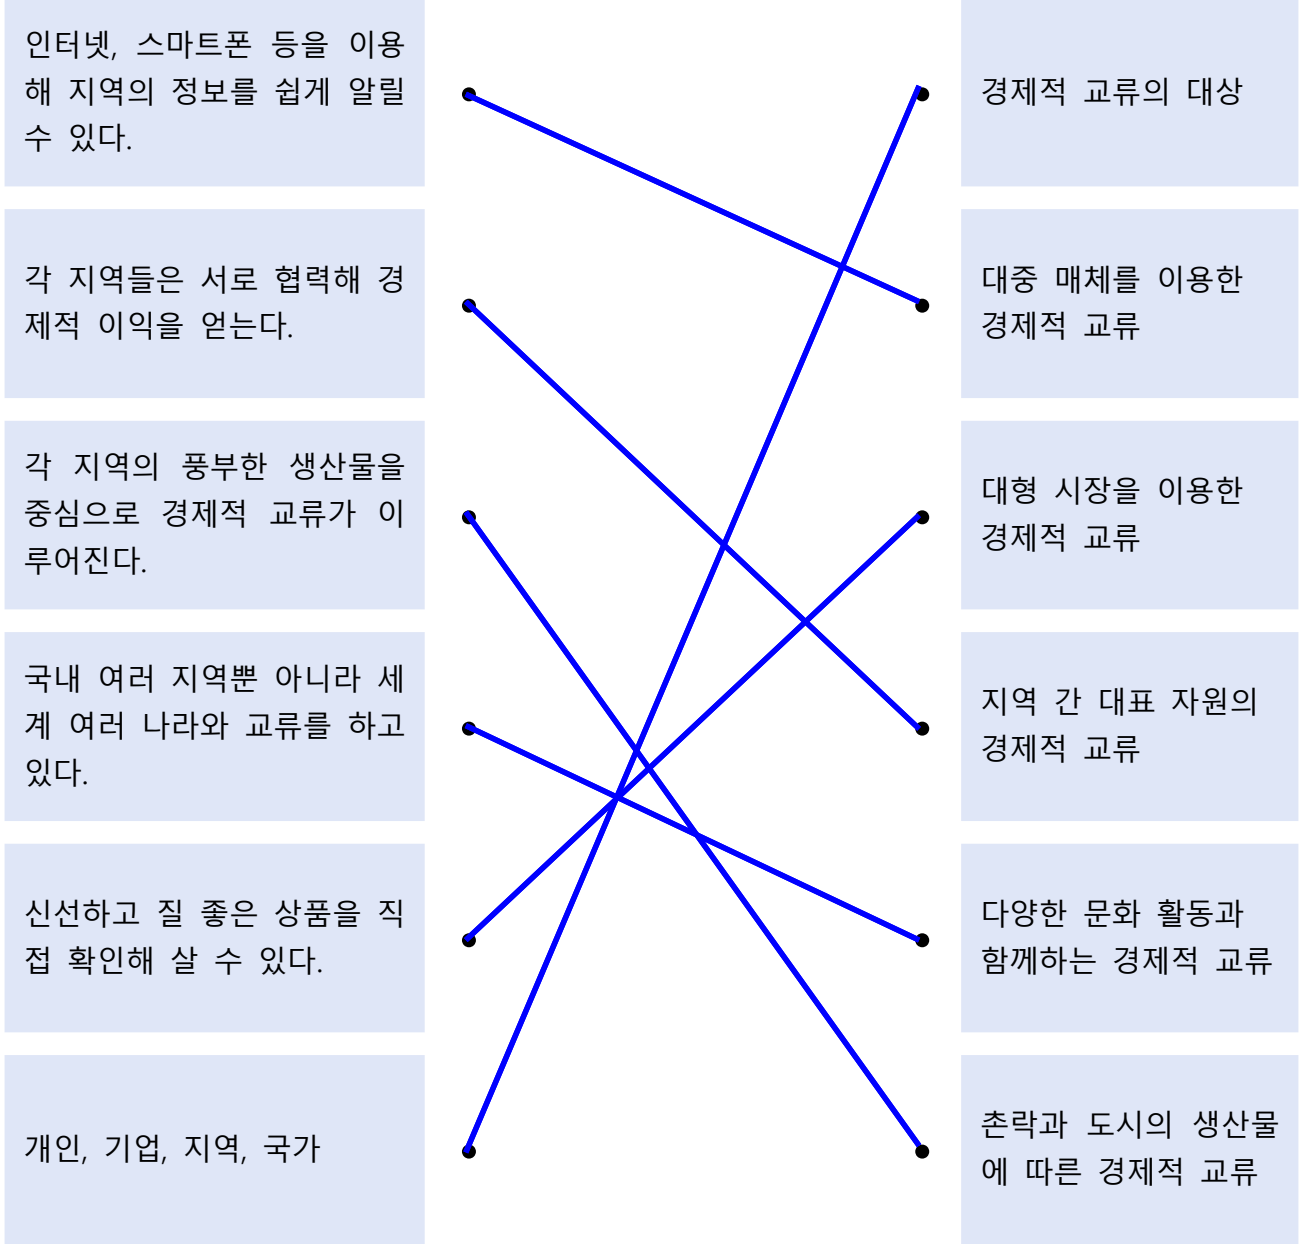 인터넷, 스마트폰 등을 이용
해 지역의 정보를 쉽게 알릴
수 있다.
경제적 교류의 대상
각 지역들은 서로 협력해 경
제적 이익을 얻는다.
대중 매체를 이용한
경제적 교류
각 지역의 풍부한 생산물을
중심으로 경제적 교류가 이
루어진다.
대형 시장을 이용한
경제적 교류
국내 여러 지역뿐 아니라 세
계 여러 나라와 교류를 하고
있다.
지역 간 대표 자원의
경제적 교류
신선하고 질 좋은 상품을 직
접 확인해 살 수 있다.
다양한 문화 활동과
함께하는 경제적 교류
개인, 기업, 지역, 국가
촌락과 도시의 생산물
에 따른 경제적 교류